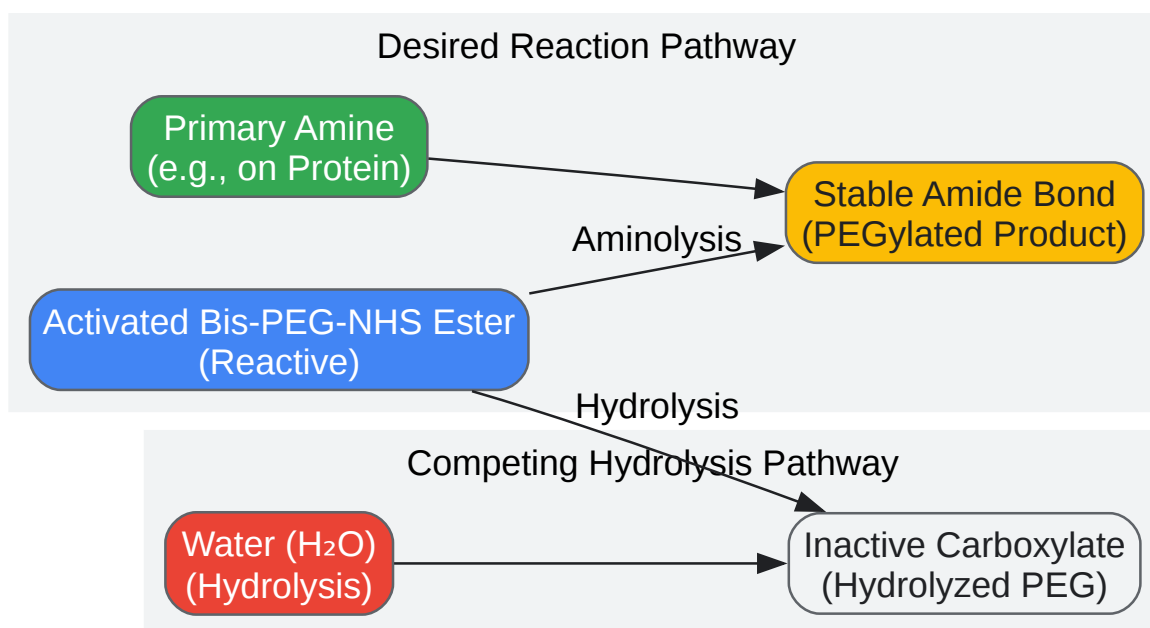 Desired Reaction Pathway
Primary Amine
(e.g., on Protein)
Stable Amide Bond
(PEGylated Product)
Aminolysis
Activated Bis-PEG-NHS Ester
(Reactive)
Hydrolysis
Competing Hydrolysis Pathway
Water (H₂O)
(Hydrolysis)
Inactive Carboxylate
(Hydrolyzed PEG)